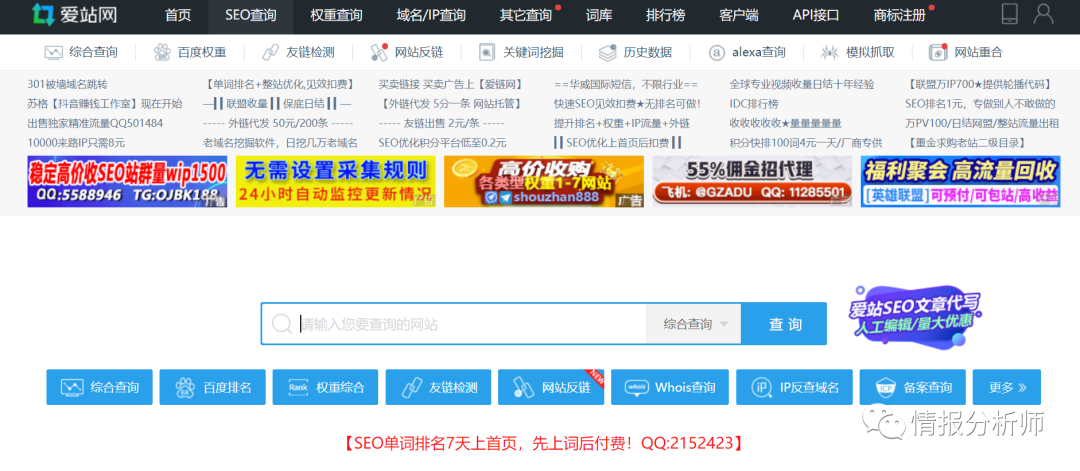 爱站网 首页 SEO查询 权重查询 域名/IP查询 其它查询 词库 排行榜 客户端 API接口 商标注册
综合查询 百度权重 友链检测 网站反链 关键词挖掘 历史数据 alexa查询 模拟抓取 网站重合
301被墙域名跳转 【单词排名+整站优化,见效扣费】 买卖链接 买卖广告上【爱链网】 ==华威国际短信，不限行业== 全球专业视频收量日结十年经验 【联盟万IP700★提供轮播代码】
苏格【抖音赚钱工作室】现在开始 —▌▌联盟收量▌▌保底日结▌▌— 【外链代发 5分一条 网站托管】 快速SEO见效扣费★无排名可做！ IDC排行榜 SEO排名1元，专做别人不敢做的
出售独家精准流量QQ501484 ----- 外链代发 50元/200条 ----- ----- 友链出售 2元/条 ----- 提升排名+权重+IP流量+外链 收收收收收★量量量量量 万PV100/日结网盟/整站流量出租
10000来路IP只需8元 老域名挖掘软件，日挖几万老域名 SEO优化积分平台低至0.2元 ▌▌SEO优化上首页后扣费▌▌ 积分快排100词4元一天/厂商专供 【重金求购老站二级目录】
稳定高价收SEO站群量wip1500
QQ:5588946 TG:OJBK188
广告
无需设置采集规则
24小时自动监控更新情况
高价收购
各类型权重1-7网站
shouzhan888
广告
55%佣金招代理
飞机: @GZADU QQ: 11285501
福利聚会 高流量回收
[英雄联盟]可预付/可包站/高收益
请输入您要查询的网站 综合查询 查 询
爱站SEO文章代写
人工编辑/量大优惠
综合查询 百度排名 Rank 权重综合 友链检测 网站反链 NEW whois Whois查询 IP IP反查域名 ICP 备案查询 更多 »
情报分析师
【SEO单词排名7天上首页，先上词后付费！QQ:2152423】